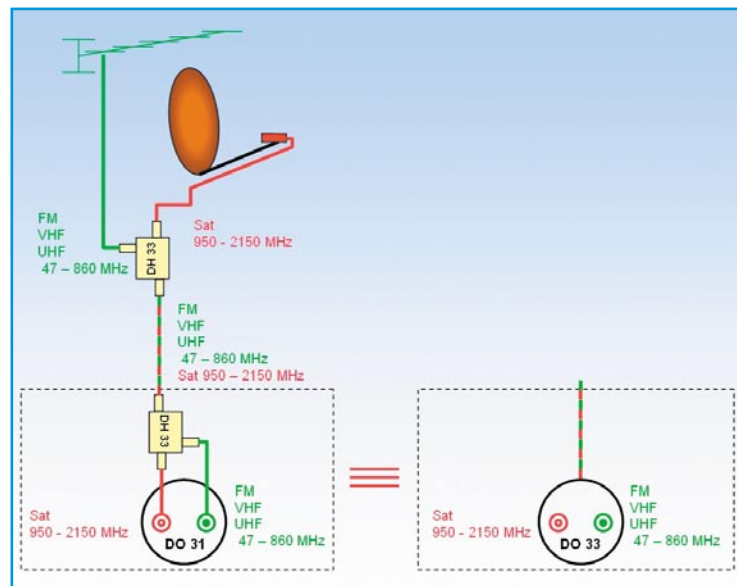 FM
VHF
UHF
47 – 860 MHz
DH 33
Sat
950 - 2150 MHz
FM
VHF
UHF
47 – 860 MHz
Sat 950 – 2150 MHz
DH 33
Sat
950 - 2150 MHz
DO 31
FM
VHF
UHF
47 – 860 MHz
Sat
950 - 2150 MHz
DO 33
FM
VHF
UHF
47 – 860 MHz